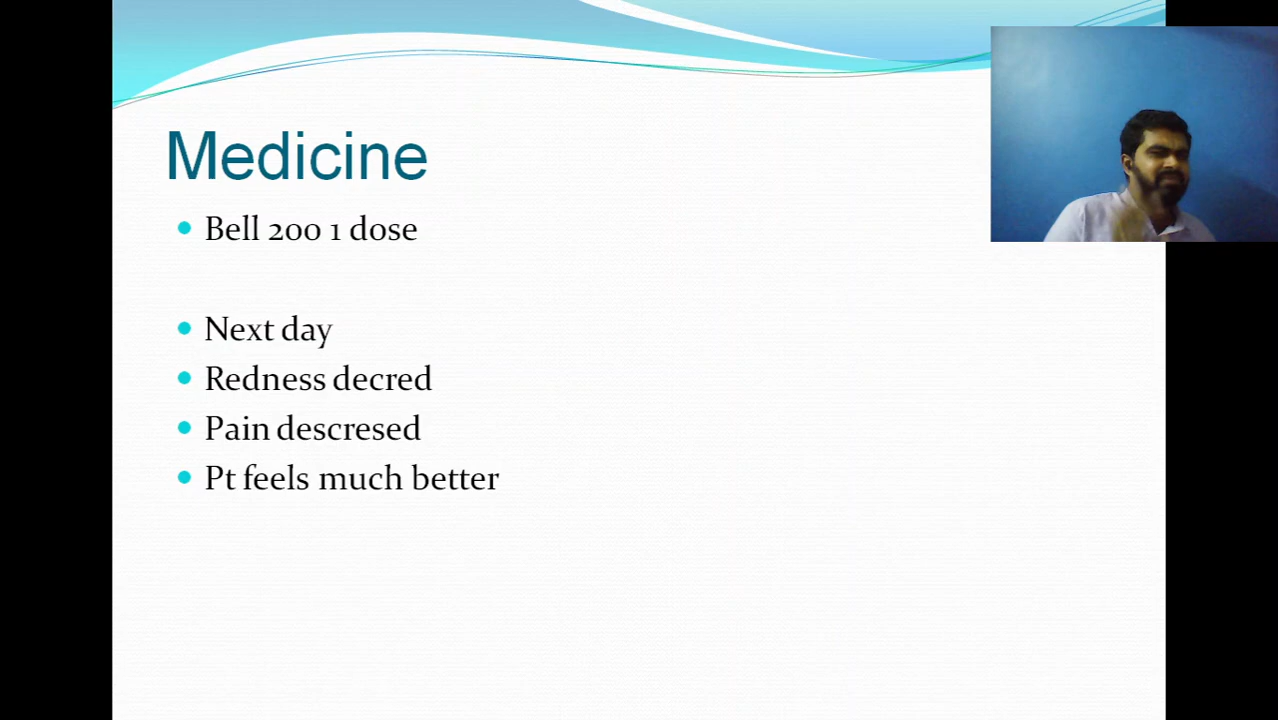 Medicine
Bell 200 1 dose
Next day
Redness decred
Pain descresed
Pt feels much better